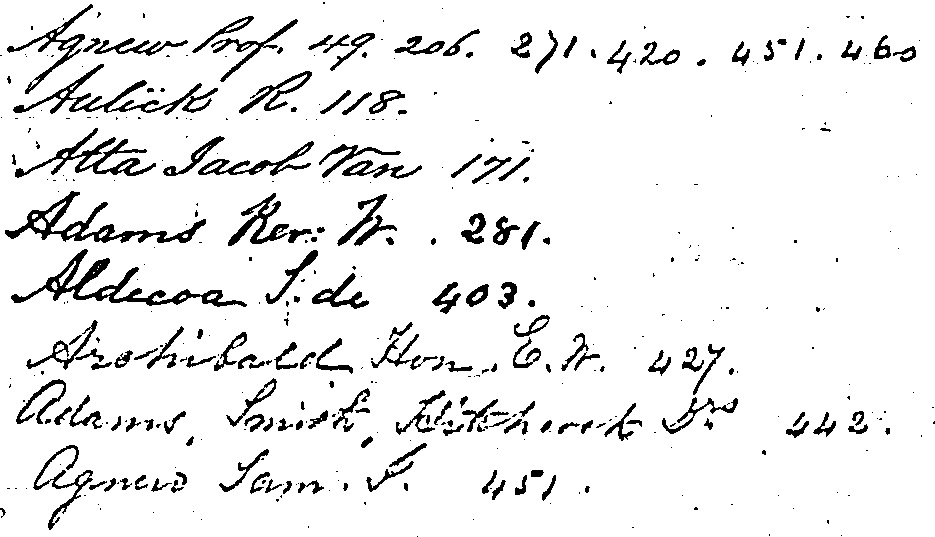 Agnew Prof. 49. 206. 271. 420. 451. 460
Aulick R. 118.
Atta Jacob Van 171.
Adams Rev: W. 281.
Aldecoa S. de 403.
Archibald Hon. E. W. 427.
Adams, Smith, Hitchcock Drs 442.
Agnew Sam. S. 451.